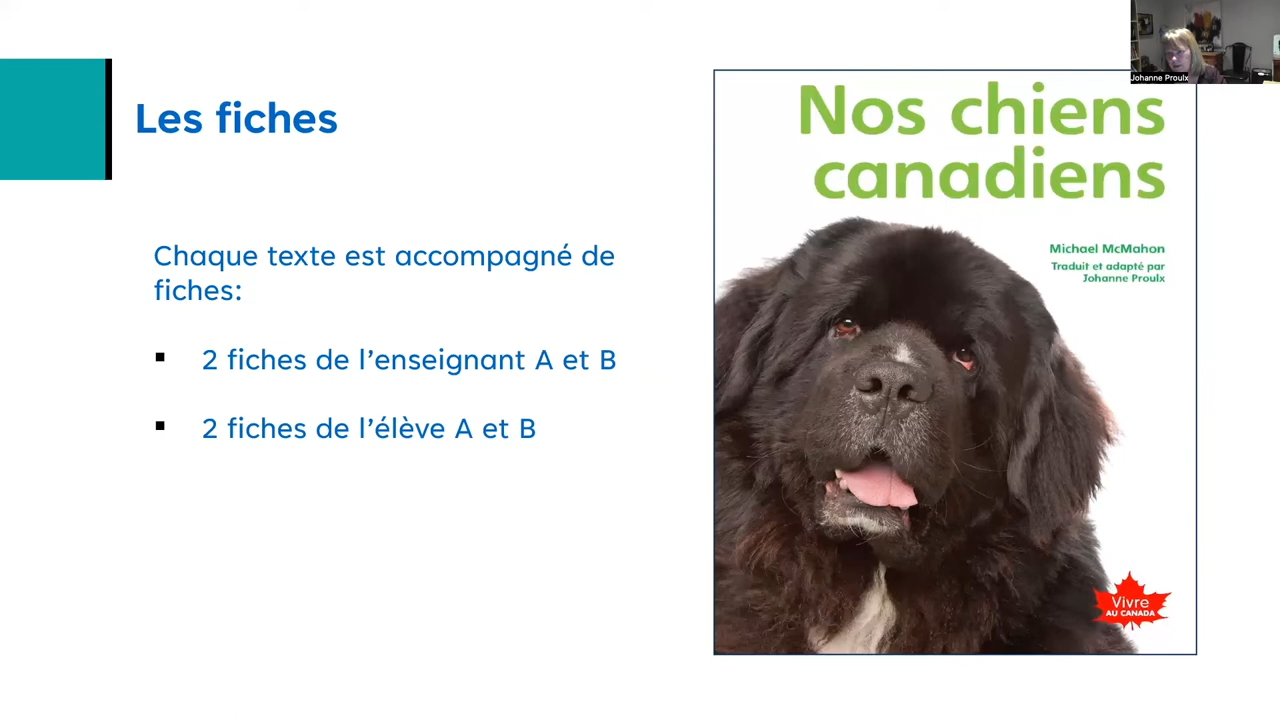 Johanne Proulx
Les fiches
Chaque texte est accompagné de
fiches:
▪ 2 fiches de l’enseignant A et B
▪ 2 fiches de l’élève A et B
Nos chiens
canadiens
Michael McMahon
Traduit et adapté par
Johanne Proulx
Vivre
AU CANADA